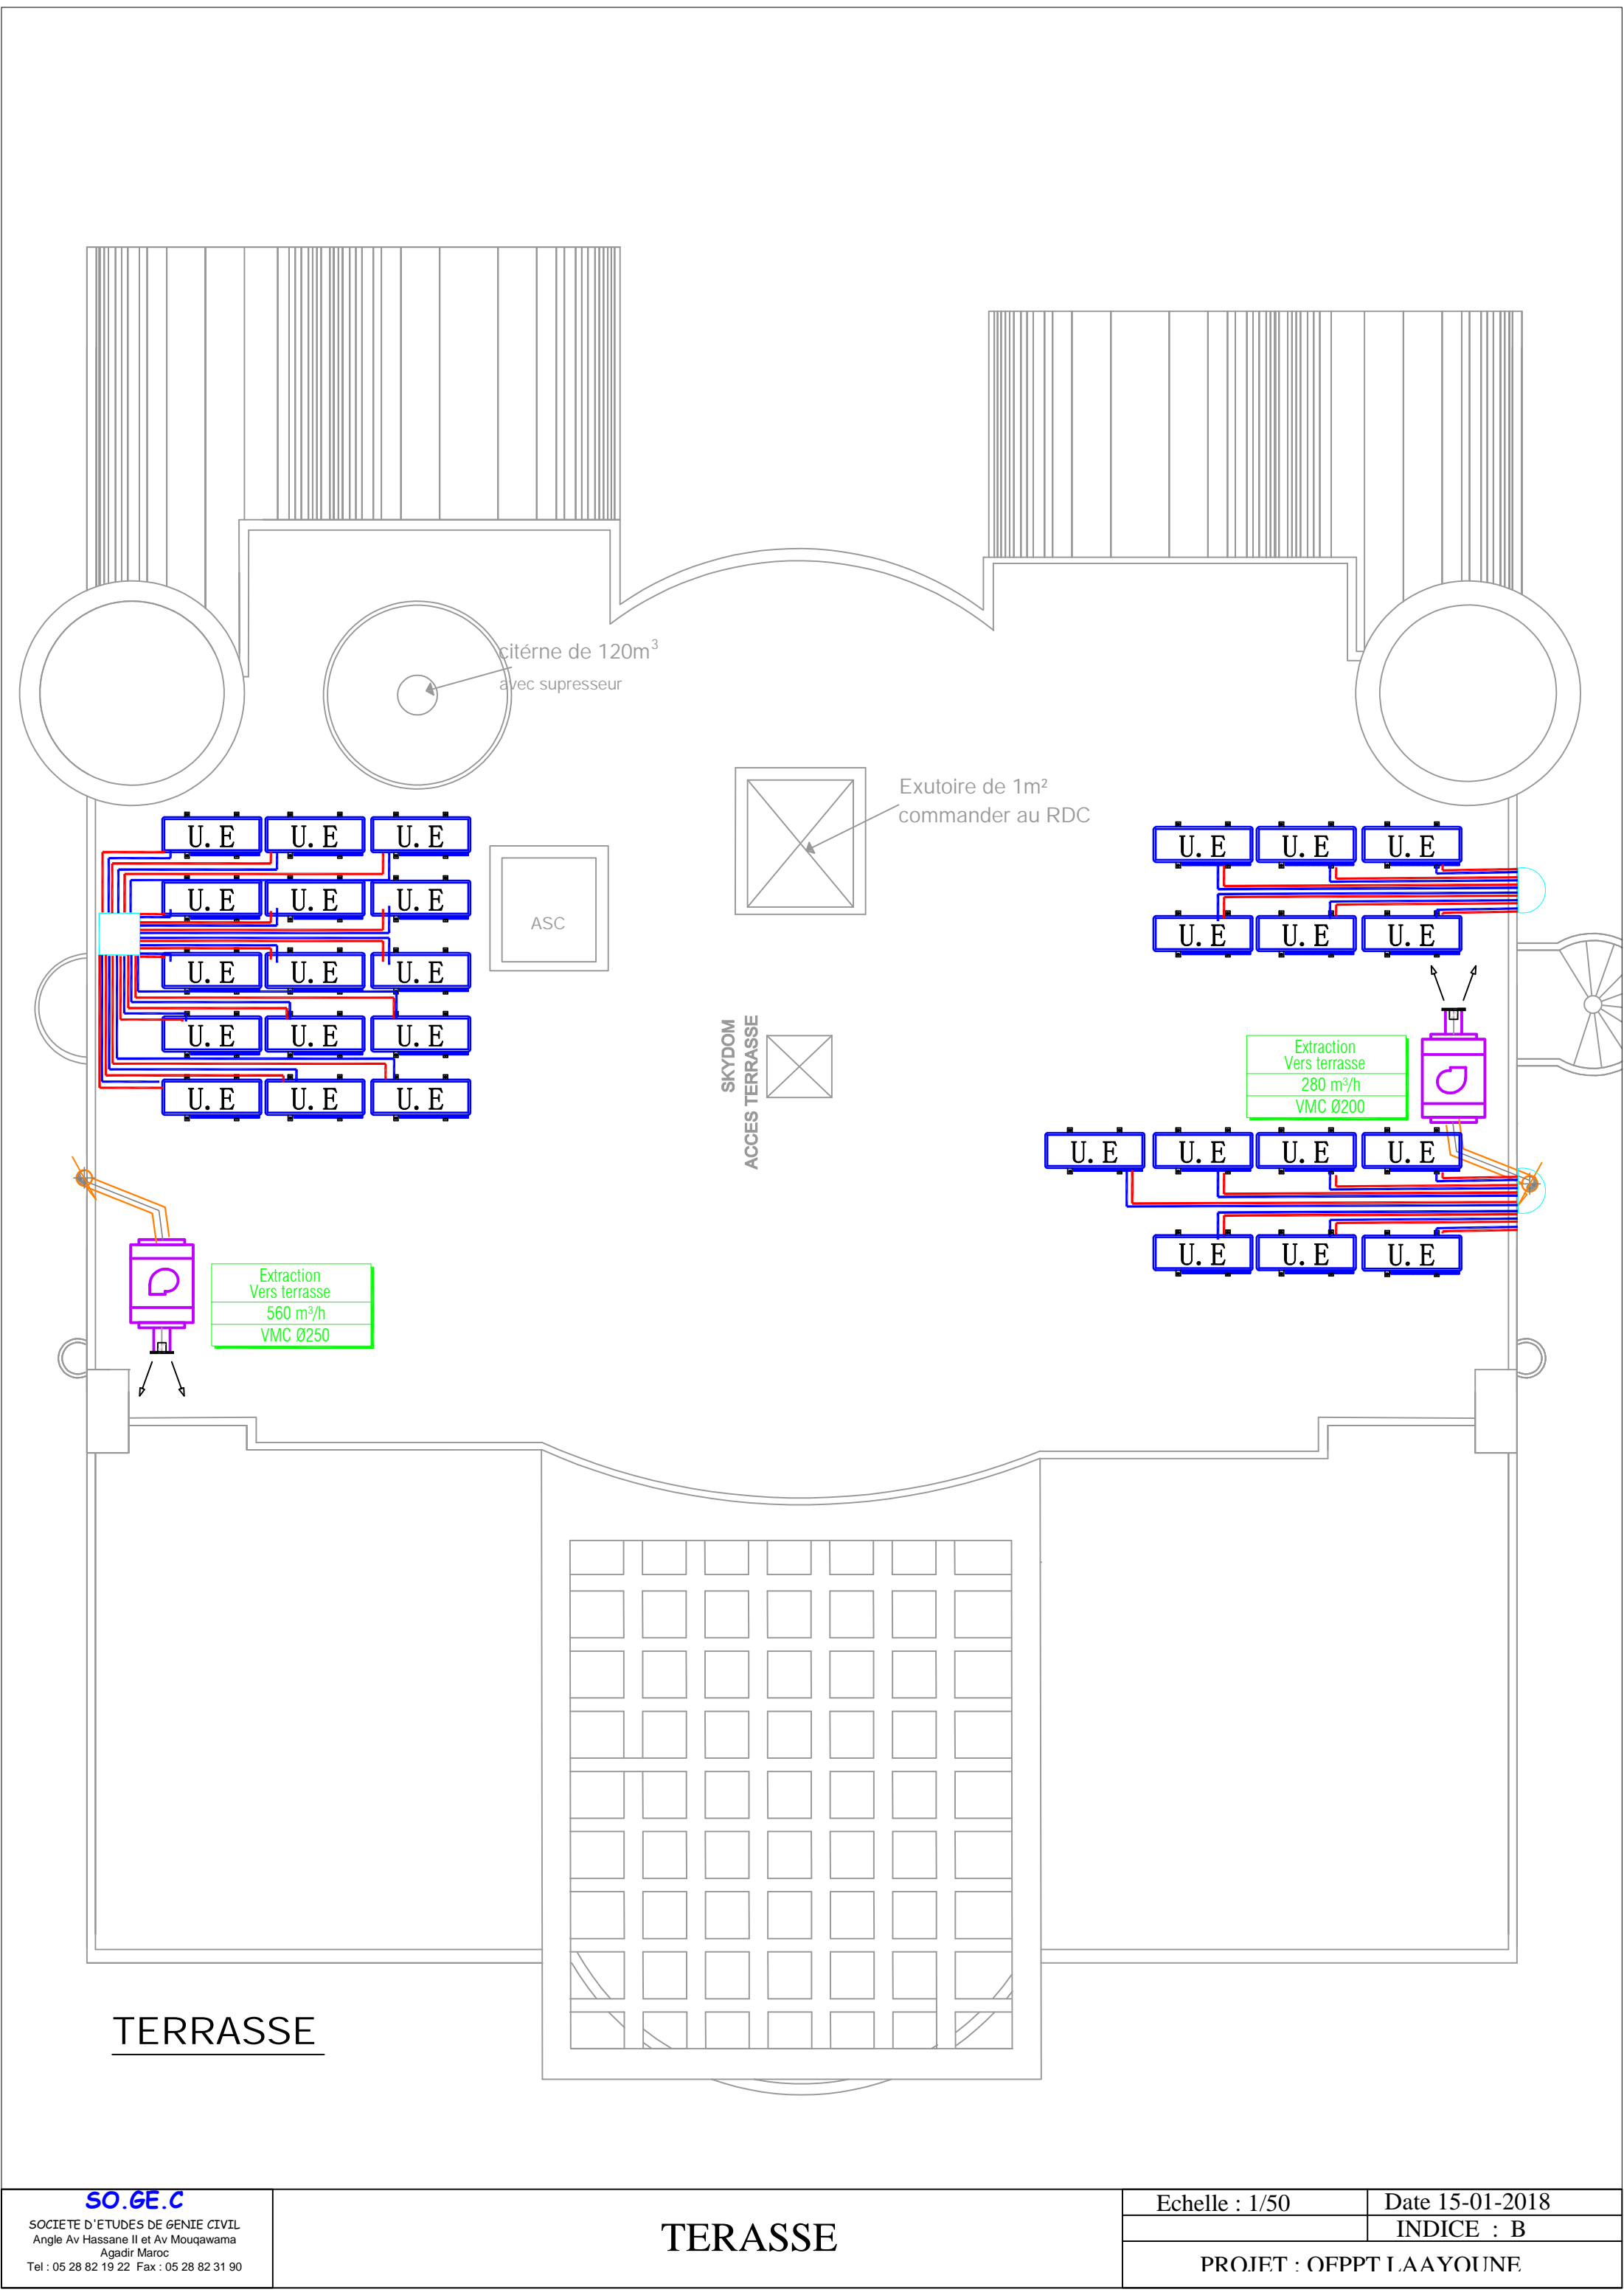 citérne de 120m³
avec supresseur
Exutoire de 1m²
commander au RDC
U. E U. E U. E
U. E U. E U. E
U. E U. E U. E
U. E U. E U. E
U. E U. E U. E
ASC
U. E U. E U. E
U. E U. E U. E
SKYDOM
ACCES TERRASSE
Extraction
Vers terrasse
280 m³/h
VMC Ø200
U. E U. E U. E U. E
U. E U. E U. E
Extraction
Vers terrasse
560 m³/h
VMC Ø250
TERRASSE
SO.GE.C
SOCIETE D'ETUDES DE GENIE CIVIL
Angle Av Hassane II et Av Mouqawama
Agadir Maroc
Tel : 05 28 82 19 22 Fax : 05 28 82 31 90
TERASSE
Echelle : 1/50
Date 15-01-2018
INDICE : B
PROJET : OFPPT LAAYOUNE